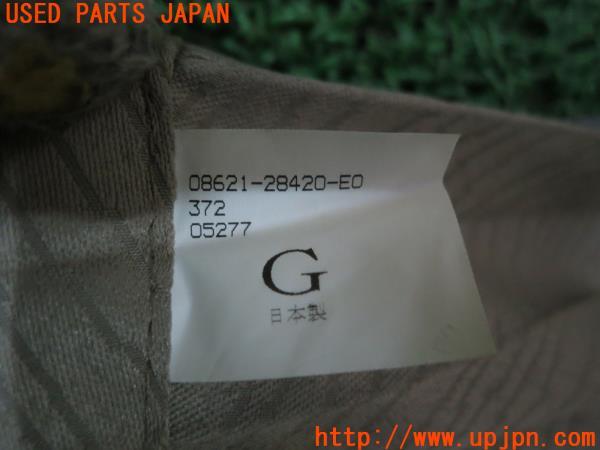 USED PARTS JAPAN
08621-28420-E0
372
05277
G
日本製
http://www.upjpn.com